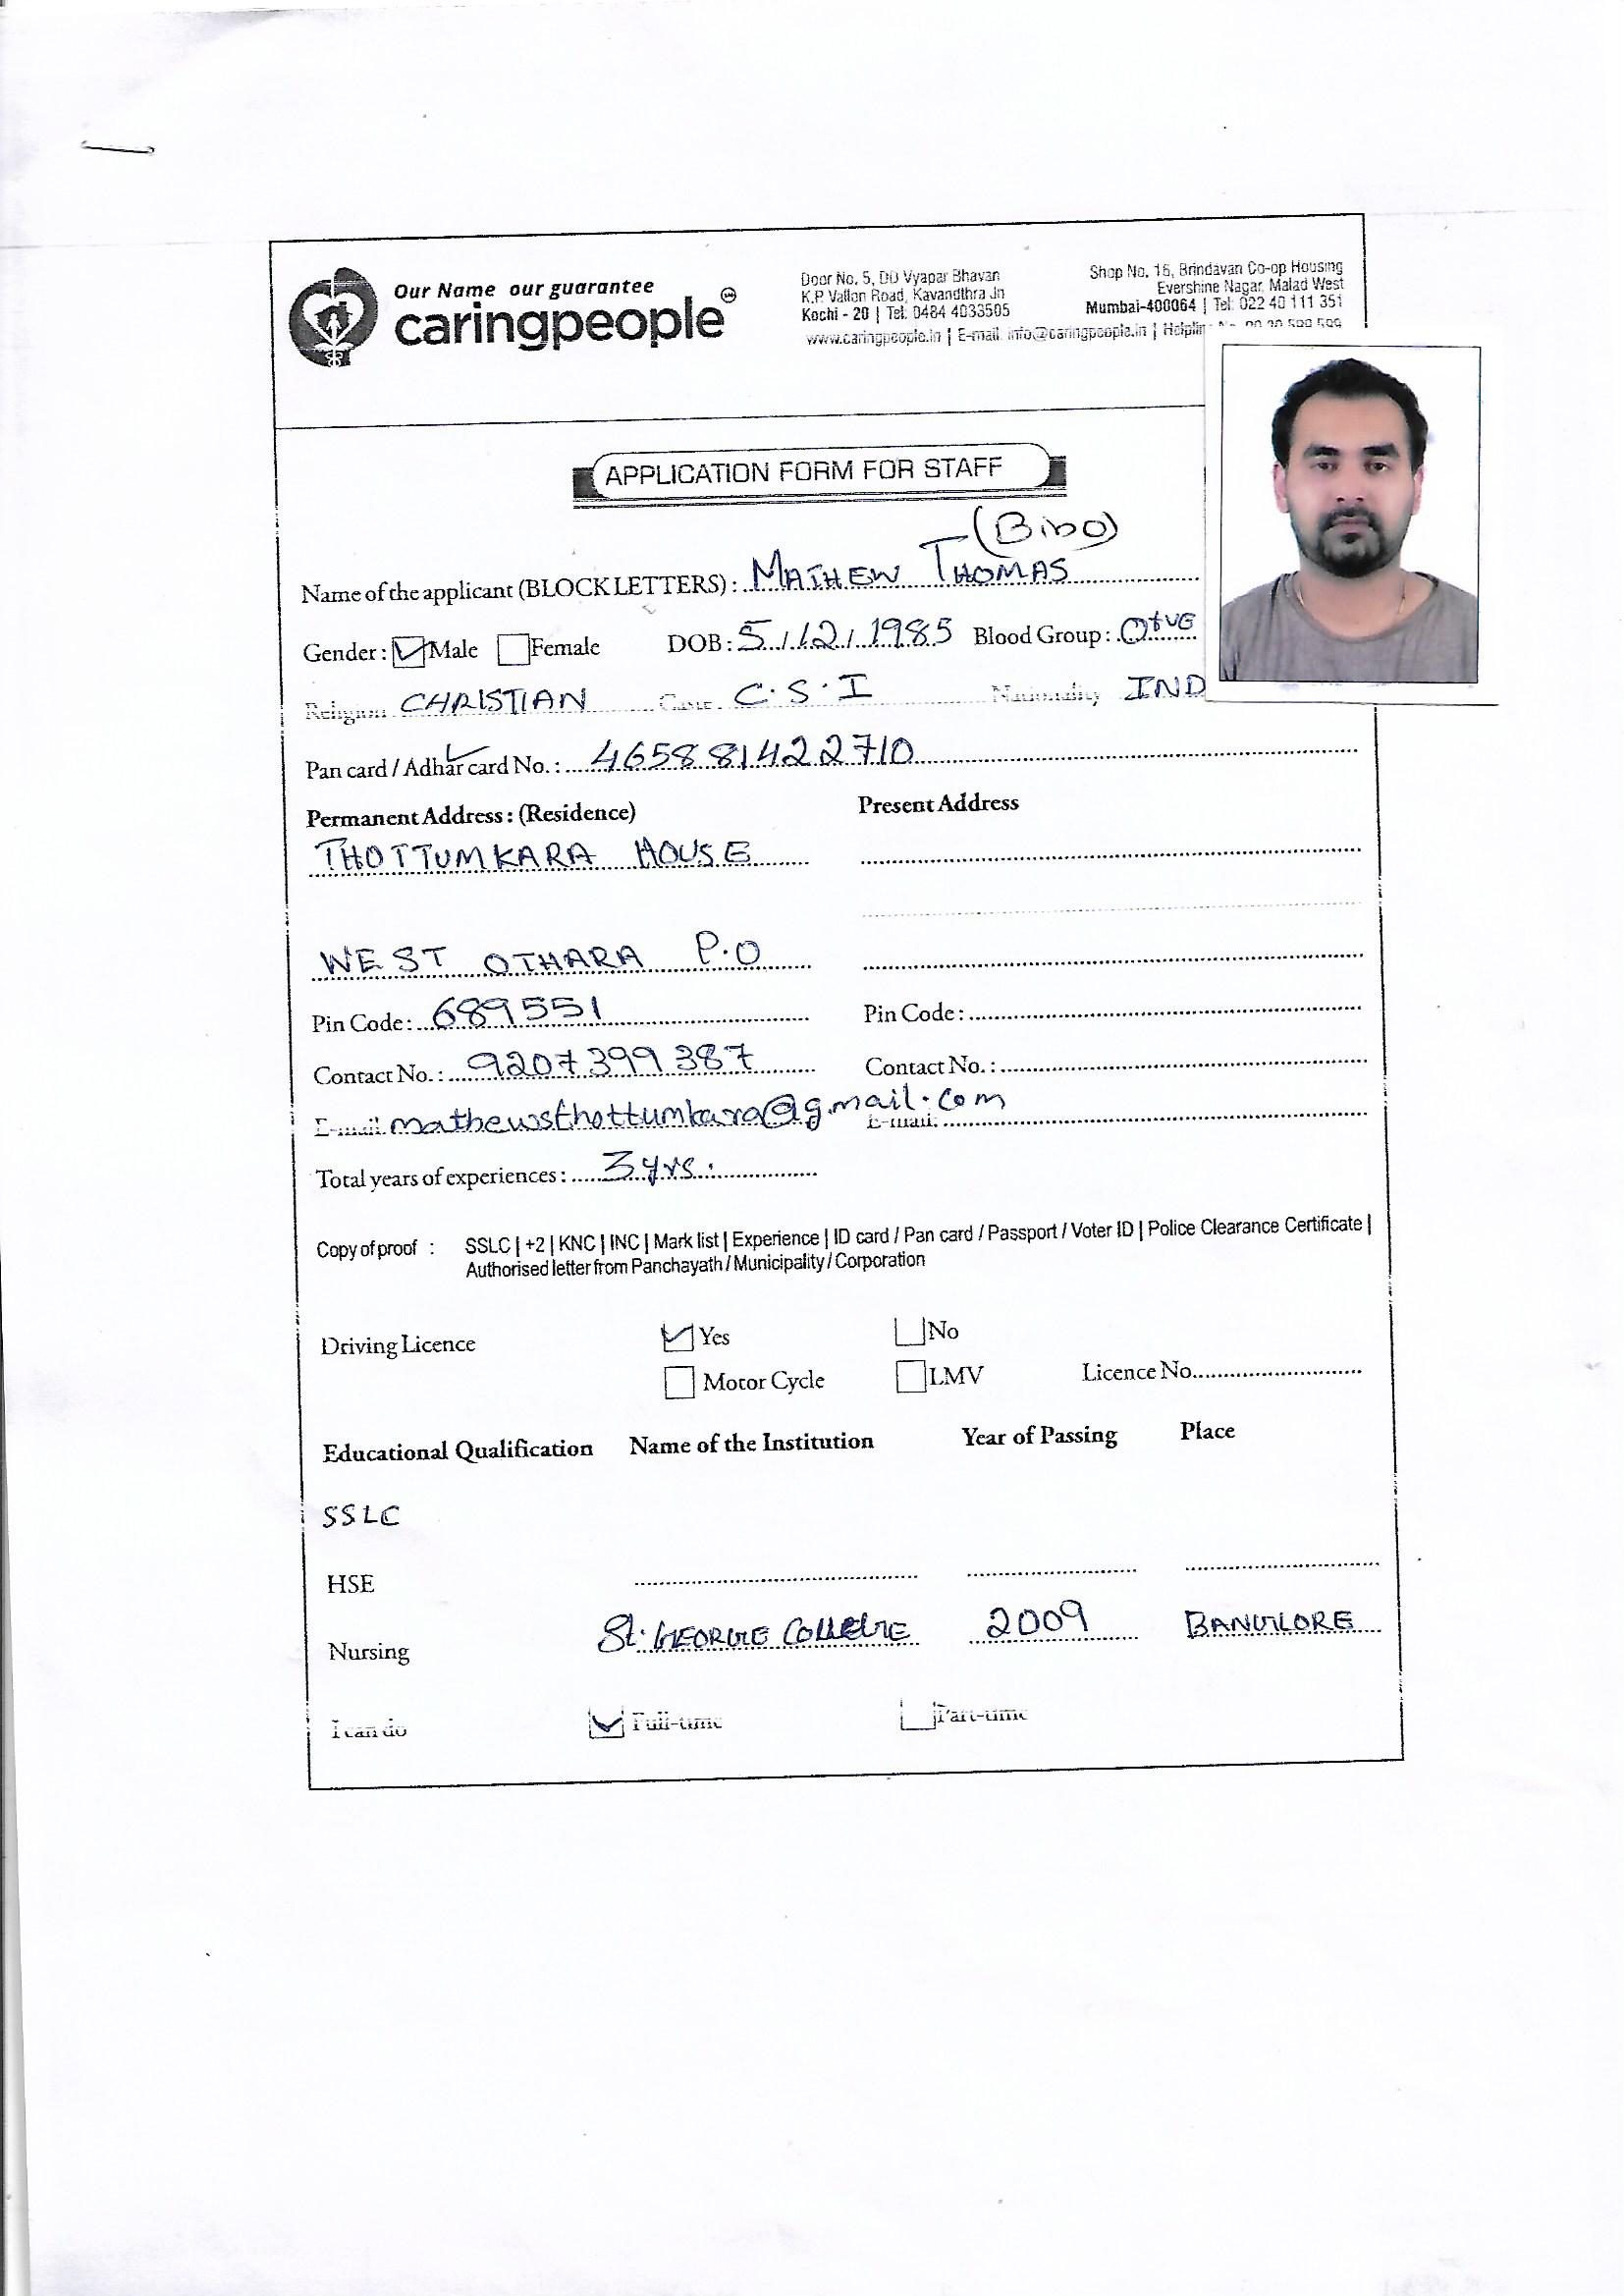 Our Name our guarantee
caringpeople
Door No. 5, DD Vyapar Bhavan
K.P. Vallon Road, Kavandthra Jn
Kochi - 20 | Tel: 0484 4033505
Shop No. 16, Brindavan Co-op Housing
Evershine Nagar, Malad West
Mumbai-400064 | Tel: 022 40 111 351
www.caringpeople.in | E-mail: info@caringpeople.in |
APPLICATION FORM FOR STAFF
(Bibo)
Name of the applicant (BLOCK LETTERS) : MATHEW THOMAS
Gender : Male Female DOB : 5/12/1985 Blood Group : O+ve
Religion CHRISTIAN C.S.I Nationality IND
Pan card / Adhar card No. : 465881422710
Permanent Address : (Residence) Present Address
THOTTUMKARA HOUSE
WEST OTHARA P.O
Pin Code : 689551 Pin Code :
Contact No. : 9207399387 Contact No. :
E-mail: mathewsthottumkara@gmail.com E-mail:
Total years of experiences : 3 yrs.
Copy of proof : SSLC | +2 | KNC | INC | Mark list | Experience | ID card / Pan card / Passport / Voter ID | Police Clearance Certificate |
Authorised letter from Panchayath / Municipality / Corporation
Driving Licence Yes No
Motor Cycle LMV Licence No.
Educational Qualification Name of the Institution Year of Passing Place
SSLC
HSE
Nursing St. GEORGE COLLEGE 2009 BANGLORE
I can do Full-time Part-time